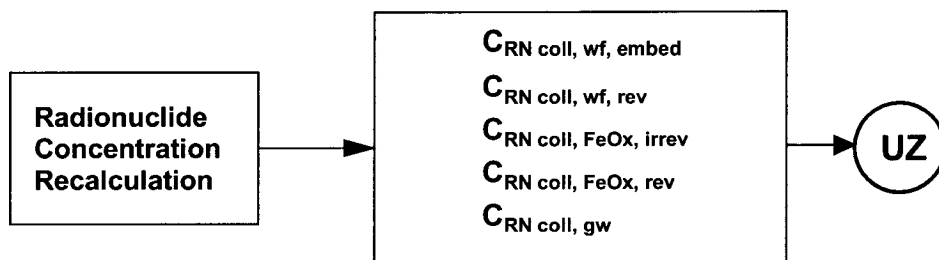 Radionuclide
Concentration
Recalculation
C RN coll, wf, embed
C RN coll, wf, rev
C RN coll, FeOx, irrev
C RN coll, FeOx, rev
C RN coll, gw
UZ